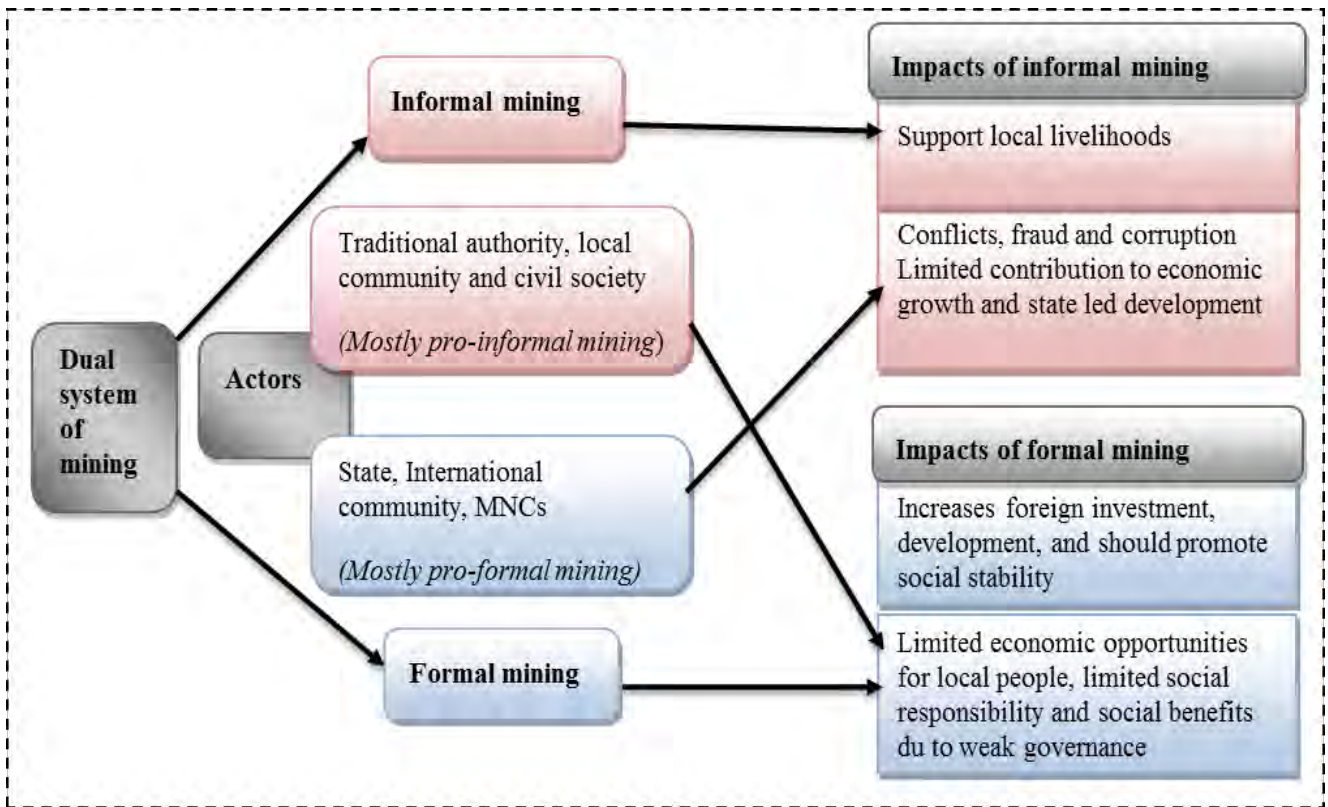 Dual
system
of
mining
Actors
Informal mining
Traditional authority, local
community and civil society
(Mostly pro-informal mining)
State, International
community, MNCs
(Mostly pro-formal mining)
Formal mining
Impacts of informal mining
Support local livelihoods
Conflicts, fraud and corruption
Limited contribution to economic
growth and state led development
Impacts of formal mining
Increases foreign investment,
development, and should promote
social stability
Limited economic opportunities
for local people, limited social
responsibility and social benefits
du to weak governance